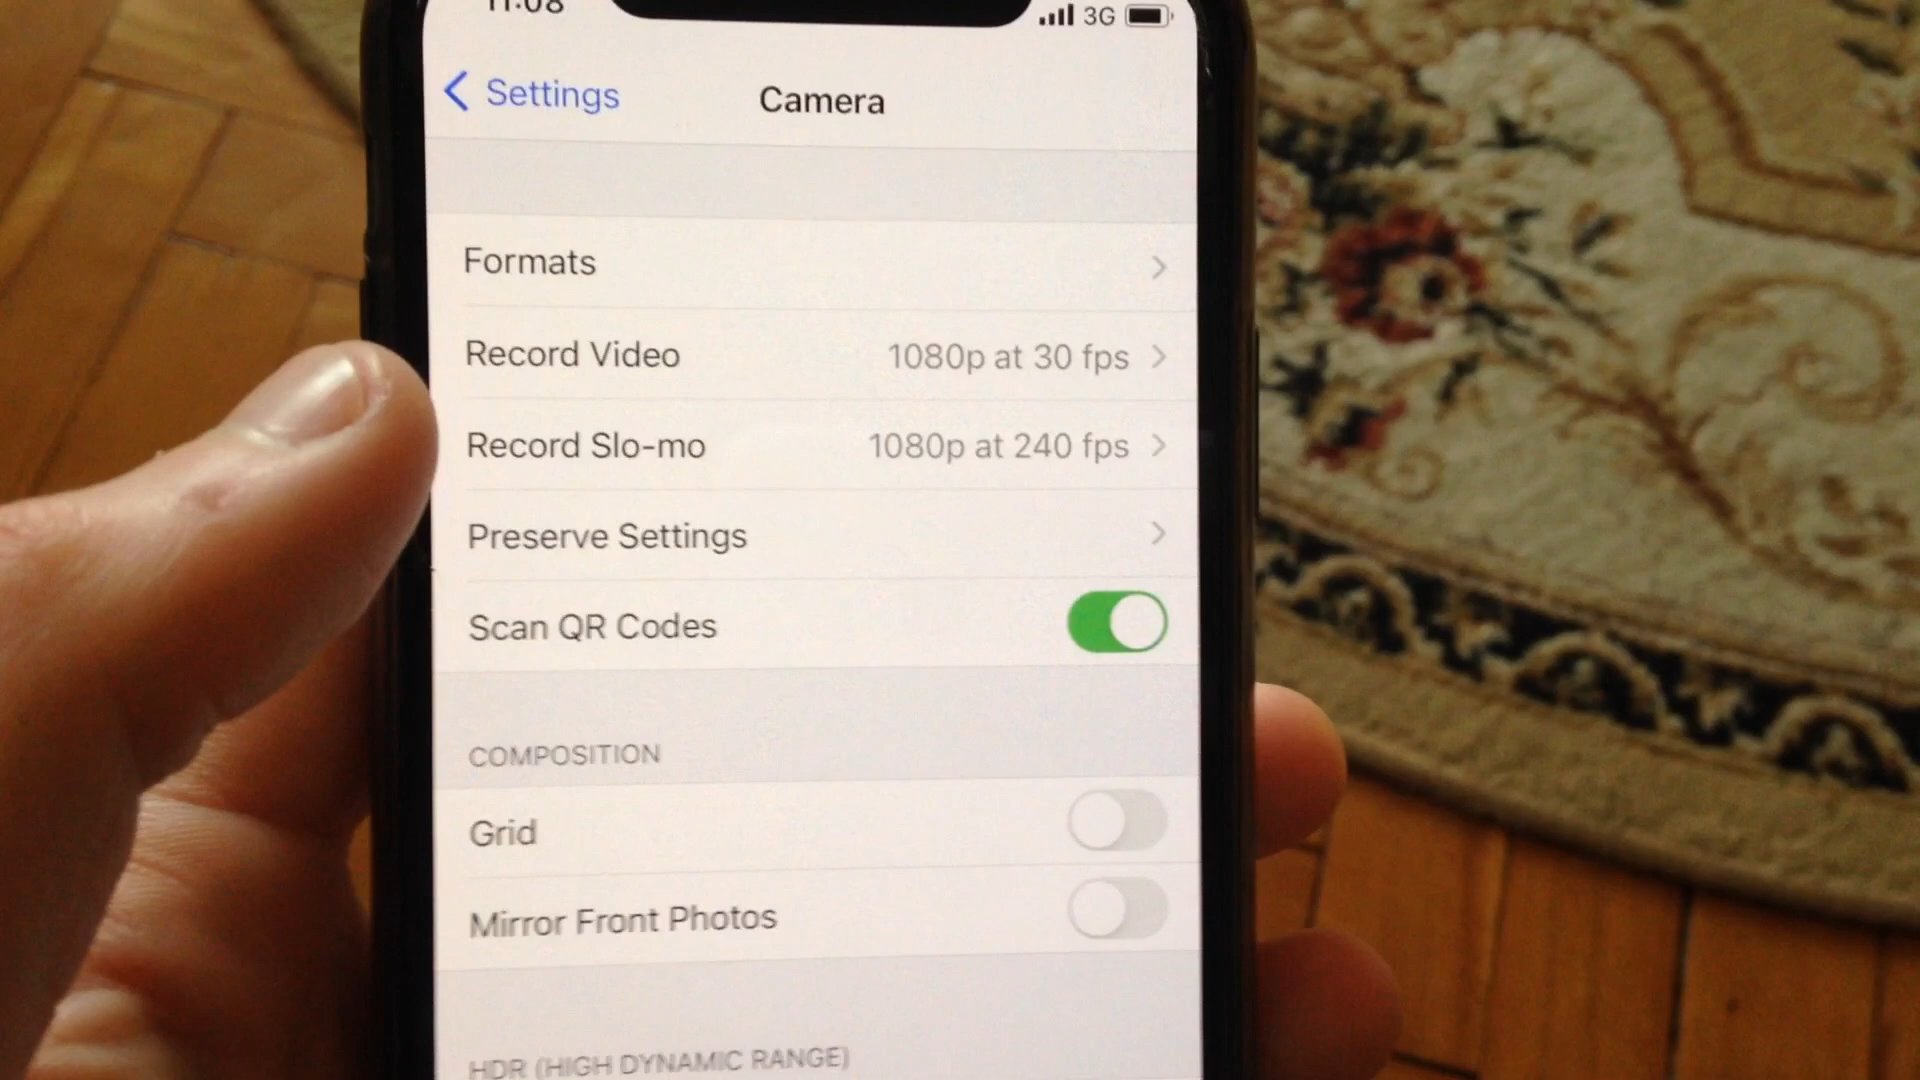 11:08
3G
Settings
Camera
Formats
Record Video 1080p at 30 fps
Record Slo-mo 1080p at 240 fps
Preserve Settings
Scan QR Codes
COMPOSITION
Grid
Mirror Front Photos
HDR (HIGH DYNAMIC RANGE)